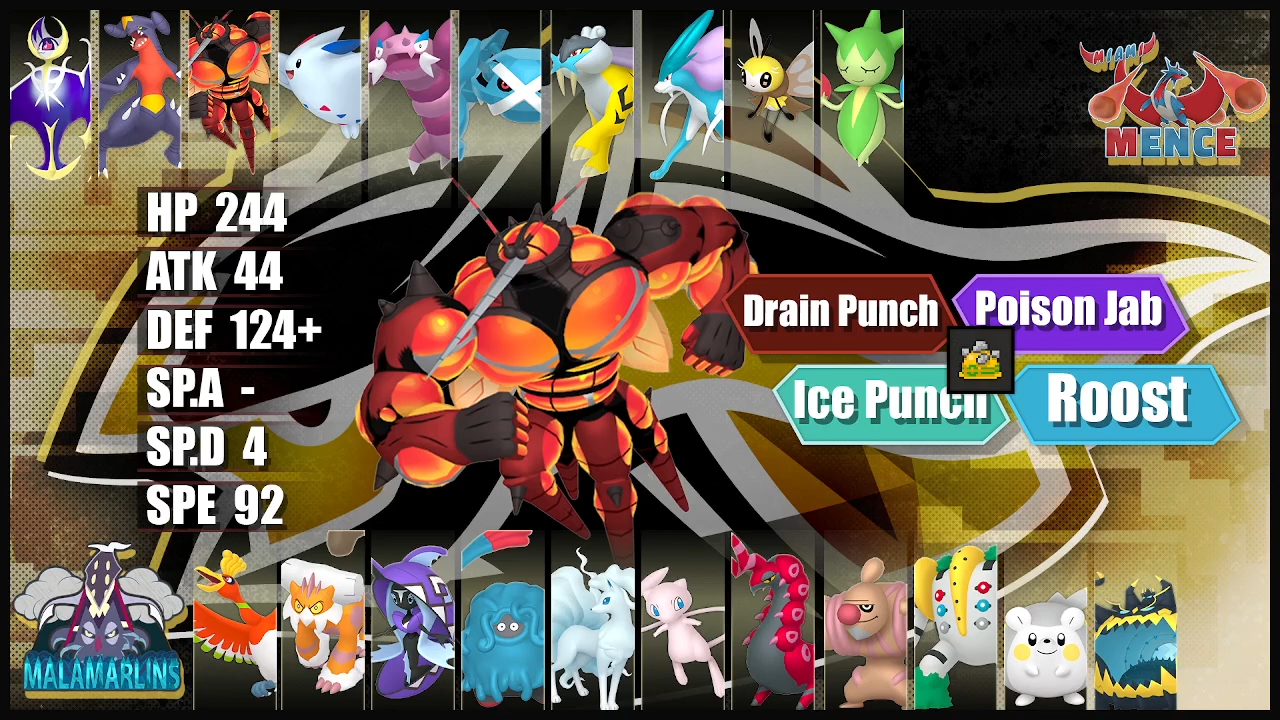 MIAMI
MENCE
HP 244
ATK 44
DEF 124+
SP.A -
SP.D 4
SPE 92
Drain Punch
Poison Jab
Ice Punch
Roost
MALAMARLINS